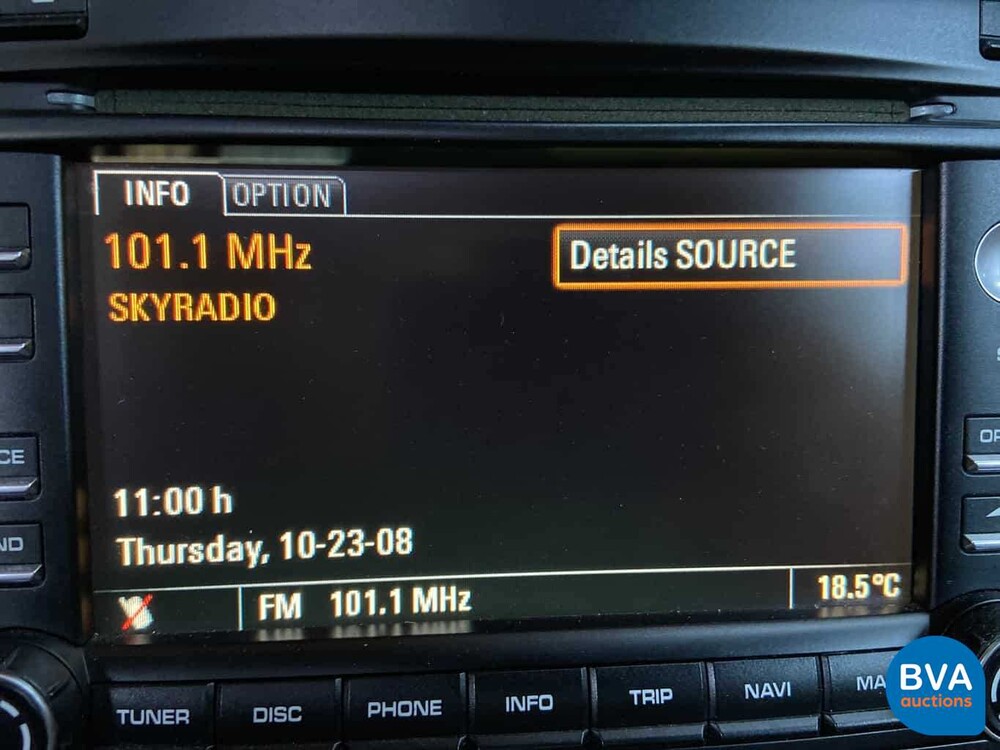 INFO OPTION
101.1 MHz
Details SOURCE
SKYRADIO
11:00 h
Thursday, 10-23-08
FM 101.1 MHz
18.5°C
TUNER DISC PHONE INFO TRIP NAVI
BVA
auctions